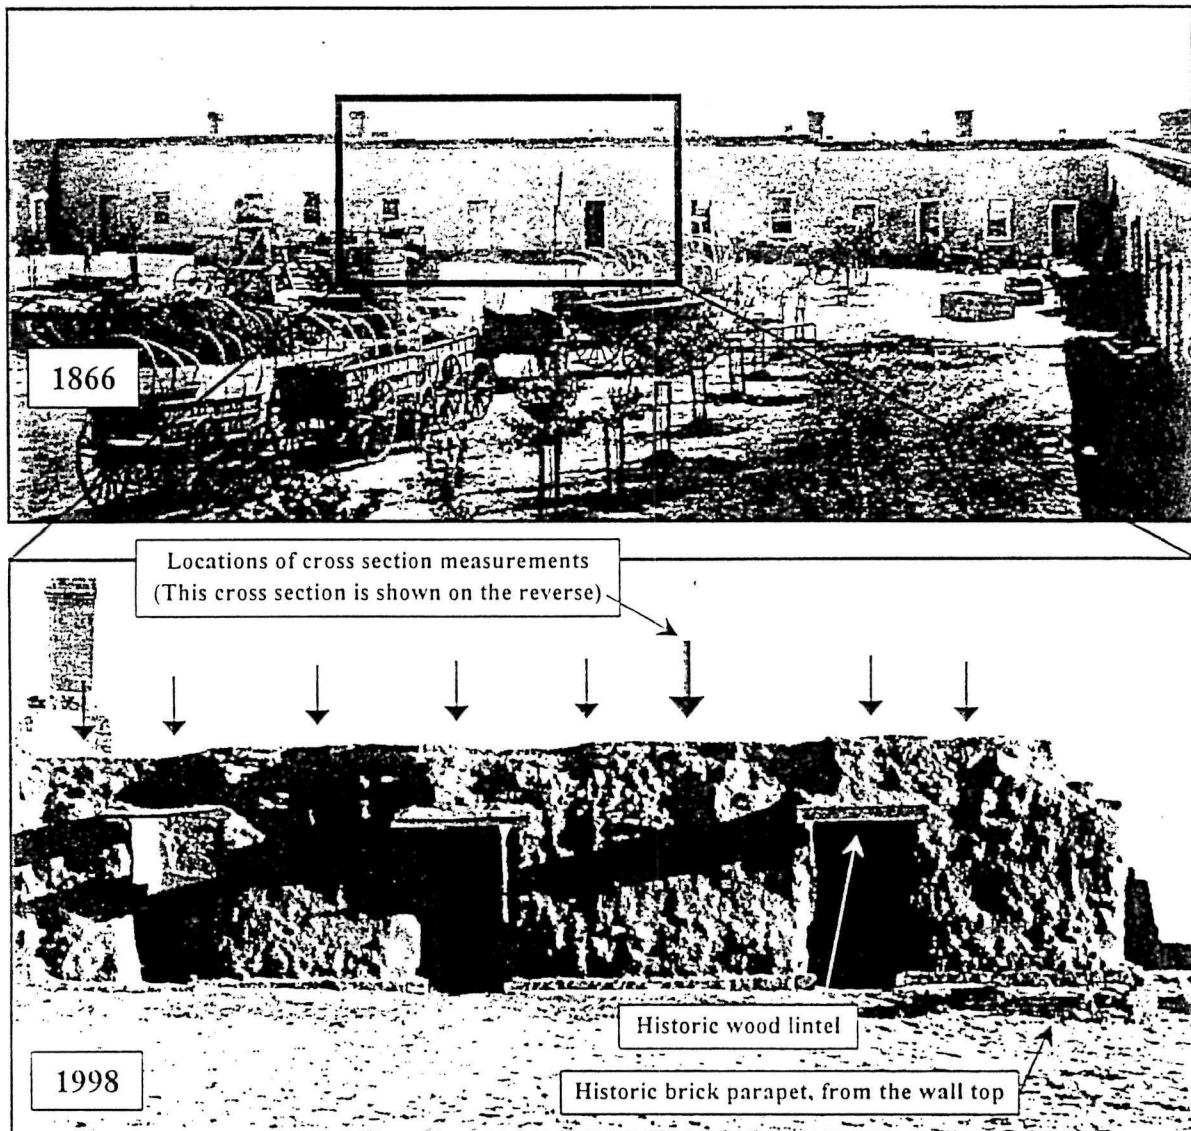 1866
Locations of cross section measurements
(This cross section is shown on the reverse)
Historic wood lintel
Historic brick parapet, from the wall top
1998